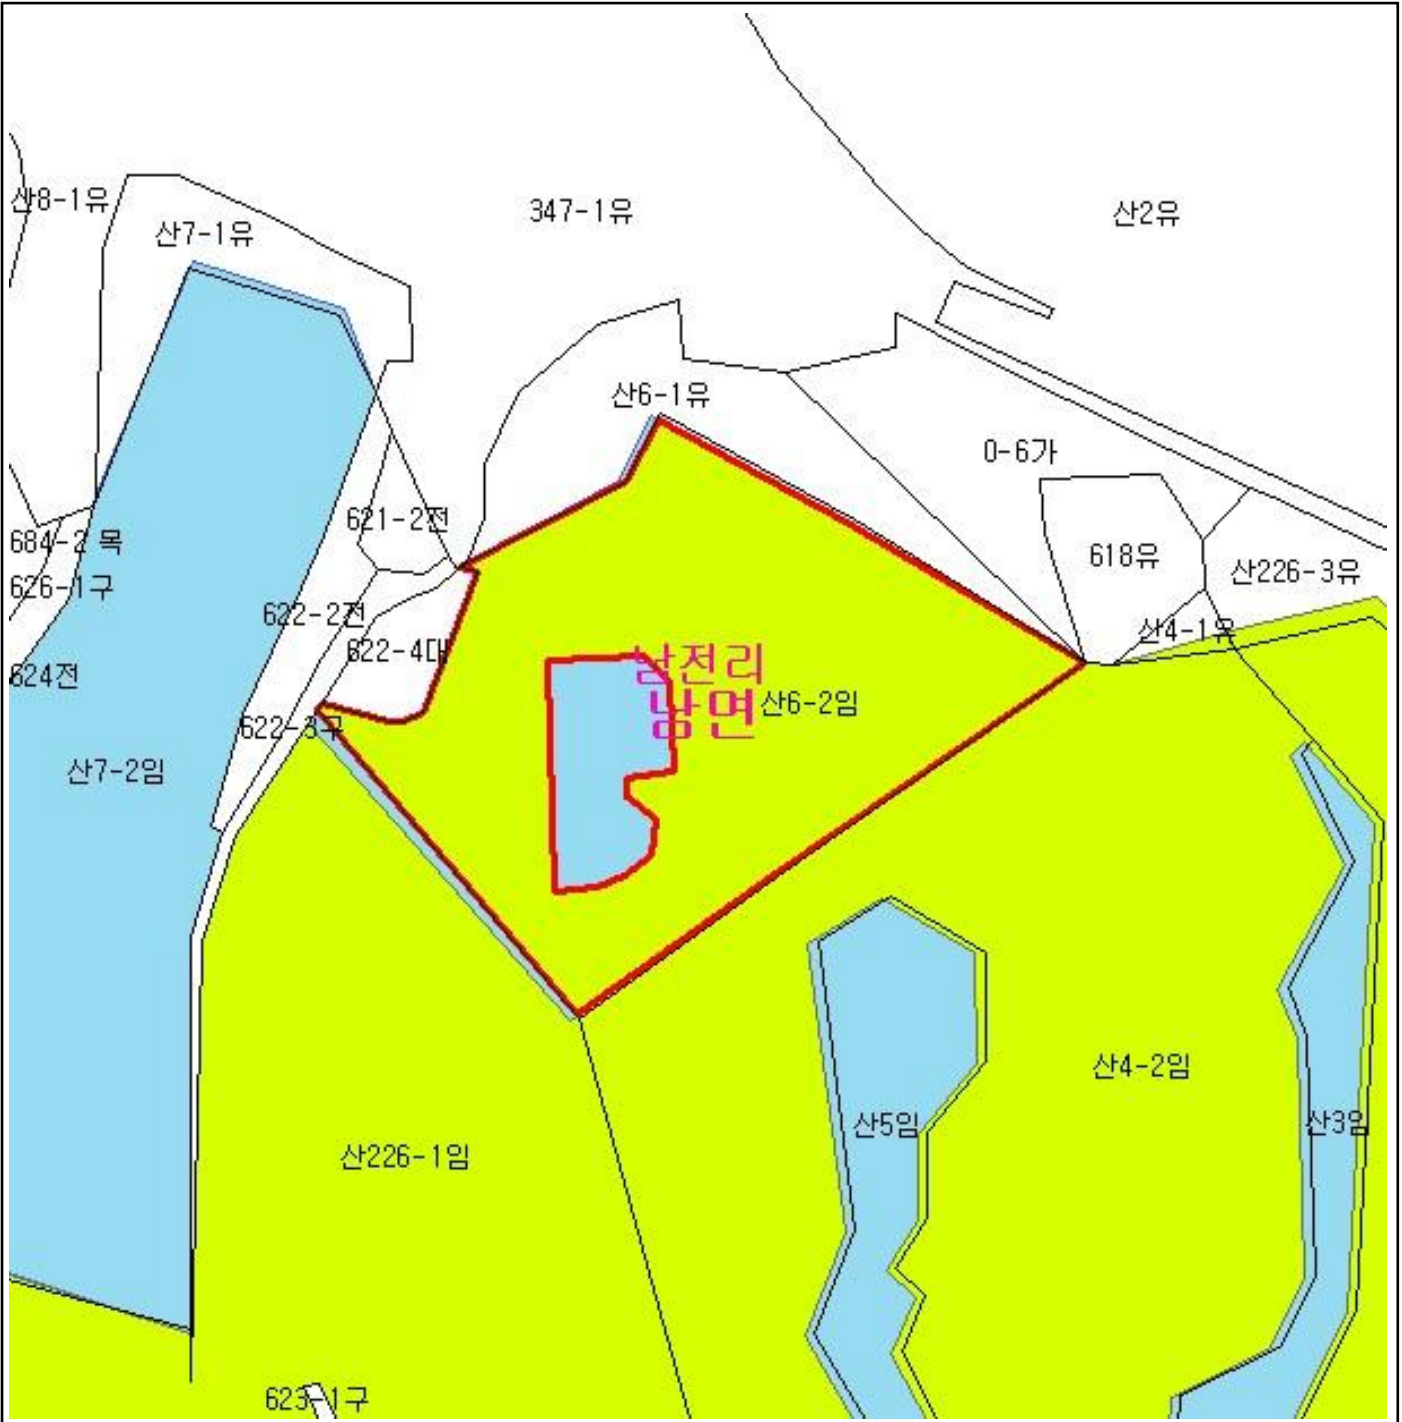 산8-1유
347-1유
산2유
산7-1유
산6-1유
0-6가
621-2전
684-2 목
618유
산226-3유
626-1구
622-2전
산4-1유
622-4대
남전리
624전
산6-2임
남면
622-3구
산7-2임
산4-2임
산5임
산3임
산226-1임
623-1구